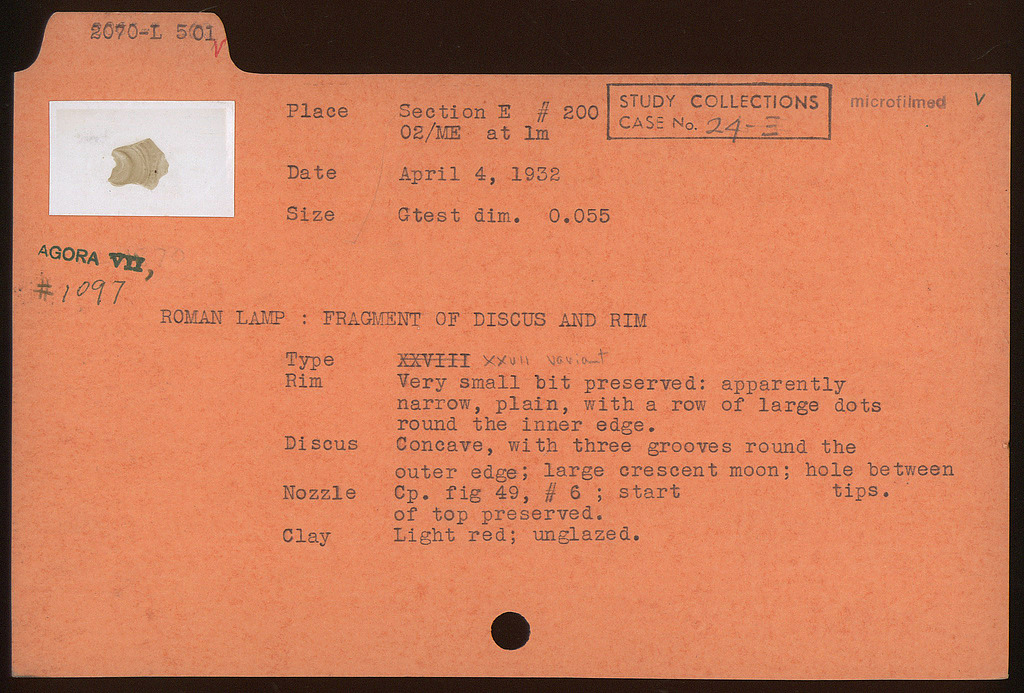 2070-L 501
V
Place Section E # 200
02/ME at 1m
STUDY COLLECTIONS
CASE No. 24-Ξ
microfilmed V
Date April 4, 1932
Size Gtest dim. 0.055
AGORA VII,
#1097
ROMAN LAMP : FRAGMENT OF DISCUS AND RIM
Type XXVIII XXVII variant
Rim Very small bit preserved: apparently
narrow, plain, with a row of large dots
round the inner edge.
Discus Concave, with three grooves round the
outer edge; large crescent moon; hole between
tips.
Nozzle Cp. fig 49, # 6 ; start
of top preserved.
Clay Light red; unglazed.